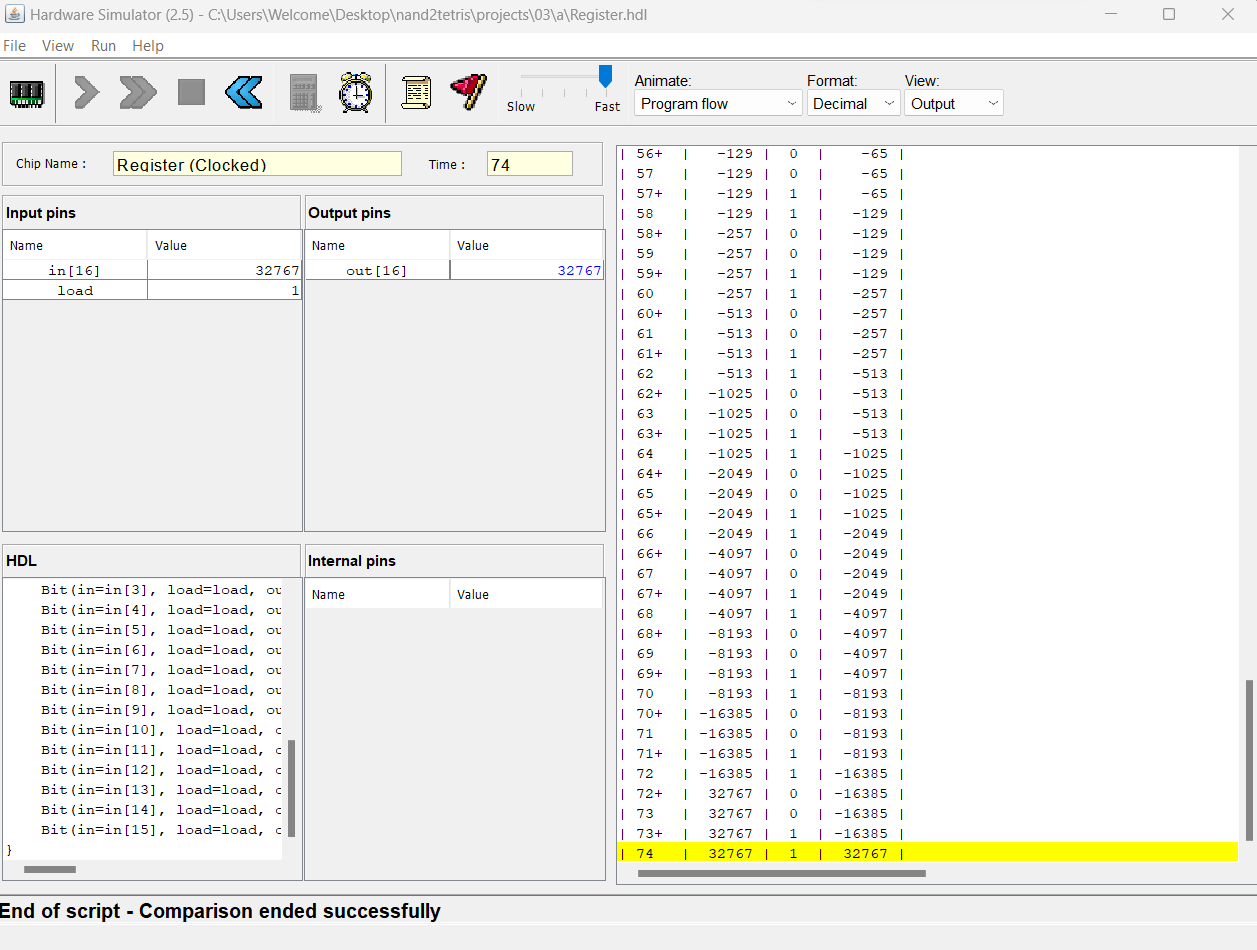 Hardware Simulator (2.5) - C:\Users\Welcome\Desktop\nand2tetris\projects\03\a\Register.hdl
File View Run Help
Slow Fast
Animate: Format: View:
Program flow Decimal Output
Chip Name : Register (Clocked) Time : 74
Input pins
Name Value
in[16] 32767
load 1
Output pins
Name Value
out[16] 32767
HDL
Bit(in=in[3], load=load, ou
Bit(in=in[4], load=load, ou
Bit(in=in[5], load=load, ou
Bit(in=in[6], load=load, ou
Bit(in=in[7], load=load, ou
Bit(in=in[8], load=load, ou
Bit(in=in[9], load=load, ou
Bit(in=in[10], load=load, c
Bit(in=in[11], load=load, c
Bit(in=in[12], load=load, c
Bit(in=in[13], load=load, c
Bit(in=in[14], load=load, c
Bit(in=in[15], load=load, c
}
Internal pins
Name Value
| 56+ | -129 | 0 | -65 |
| 57 | -129 | 0 | -65 |
| 57+ | -129 | 1 | -65 |
| 58 | -129 | 1 | -129 |
| 58+ | -257 | 0 | -129 |
| 59 | -257 | 0 | -129 |
| 59+ | -257 | 1 | -129 |
| 60 | -257 | 1 | -257 |
| 60+ | -513 | 0 | -257 |
| 61 | -513 | 0 | -257 |
| 61+ | -513 | 1 | -257 |
| 62 | -513 | 1 | -513 |
| 62+ | -1025 | 0 | -513 |
| 63 | -1025 | 0 | -513 |
| 63+ | -1025 | 1 | -513 |
| 64 | -1025 | 1 | -1025 |
| 64+ | -2049 | 0 | -1025 |
| 65 | -2049 | 0 | -1025 |
| 65+ | -2049 | 1 | -1025 |
| 66 | -2049 | 1 | -2049 |
| 66+ | -4097 | 0 | -2049 |
| 67 | -4097 | 0 | -2049 |
| 67+ | -4097 | 1 | -2049 |
| 68 | -4097 | 1 | -4097 |
| 68+ | -8193 | 0 | -4097 |
| 69 | -8193 | 0 | -4097 |
| 69+ | -8193 | 1 | -4097 |
| 70 | -8193 | 1 | -8193 |
| 70+ | -16385 | 0 | -8193 |
| 71 | -16385 | 0 | -8193 |
| 71+ | -16385 | 1 | -8193 |
| 72 | -16385 | 1 | -16385 |
| 72+ | 32767 | 0 | -16385 |
| 73 | 32767 | 0 | -16385 |
| 73+ | 32767 | 1 | -16385 |
| 74 | 32767 | 1 | 32767 |
End of script - Comparison ended successfully